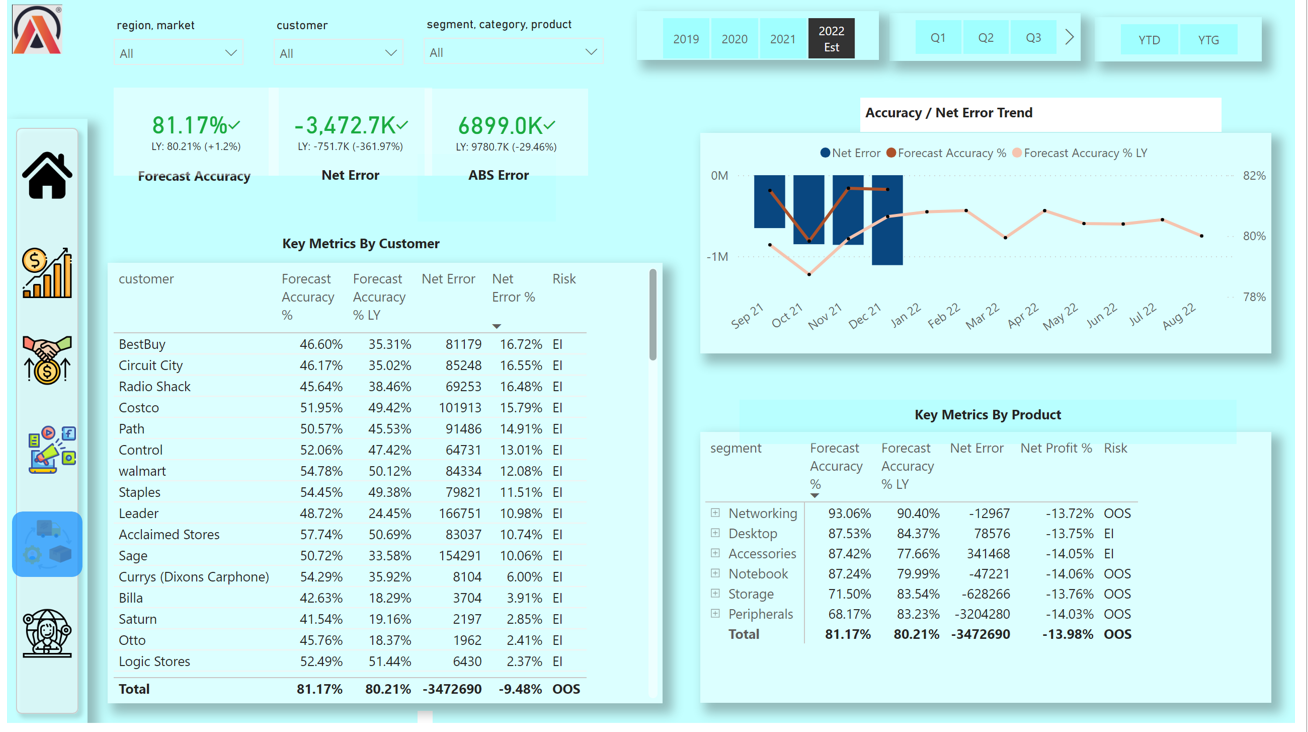 region, market
customer
segment, category, product
All
All
All
2019
2020
2021
2022
Est
Q1
Q2
Q3
YTD
YTG
81.17%
LY: 80.21% (+1.2%)
Forecast Accuracy
-3,472.7K
LY: -751.7K (-361.97%)
Net Error
6899.0K
LY: 9780.7K (-29.46%)
ABS Error
Accuracy / Net Error Trend
Net Error Forecast Accuracy % Forecast Accuracy % LY
0M
-1M
82%
80%
78%
Sep 21
Oct 21
Nov 21
Dec 21
Jan 22
Feb 22
Mar 22
Apr 22
May 22
Jun 22
Jul 22
Aug 22
Key Metrics By Customer
customer Forecast Accuracy % Forecast Accuracy % LY Net Error Net Error % Risk
BestBuy 46.60% 35.31% 81179 16.72% EI
Circuit City 46.17% 35.02% 85248 16.55% EI
Radio Shack 45.64% 38.46% 69253 16.48% EI
Costco 51.95% 49.42% 101913 15.79% EI
Path 50.57% 45.53% 91486 14.91% EI
Control 52.06% 47.42% 64731 13.01% EI
walmart 54.78% 50.12% 84334 12.08% EI
Staples 54.45% 49.38% 79821 11.51% EI
Leader 48.72% 24.45% 166751 10.98% EI
Acclaimed Stores 57.74% 50.69% 83037 10.74% EI
Sage 50.72% 33.58% 154291 10.06% EI
Currys (Dixons Carphone) 54.29% 35.92% 8104 6.00% EI
Billa 42.63% 18.29% 3704 3.91% EI
Saturn 41.54% 19.16% 2197 2.85% EI
Otto 45.76% 18.37% 1962 2.41% EI
Logic Stores 52.49% 51.44% 6430 2.37% EI
Total 81.17% 80.21% -3472690 -9.48% OOS
Key Metrics By Product
segment Forecast Accuracy % Forecast Accuracy % LY Net Error Net Profit % Risk
Networking 93.06% 90.40% -12967 -13.72% OOS
Desktop 87.53% 84.37% 78576 -13.75% EI
Accessories 87.42% 77.66% 341468 -14.05% EI
Notebook 87.24% 79.99% -47221 -14.06% OOS
Storage 71.50% 83.54% -628266 -13.76% OOS
Peripherals 68.17% 83.23% -3204280 -14.03% OOS
Total 81.17% 80.21% -3472690 -13.98% OOS